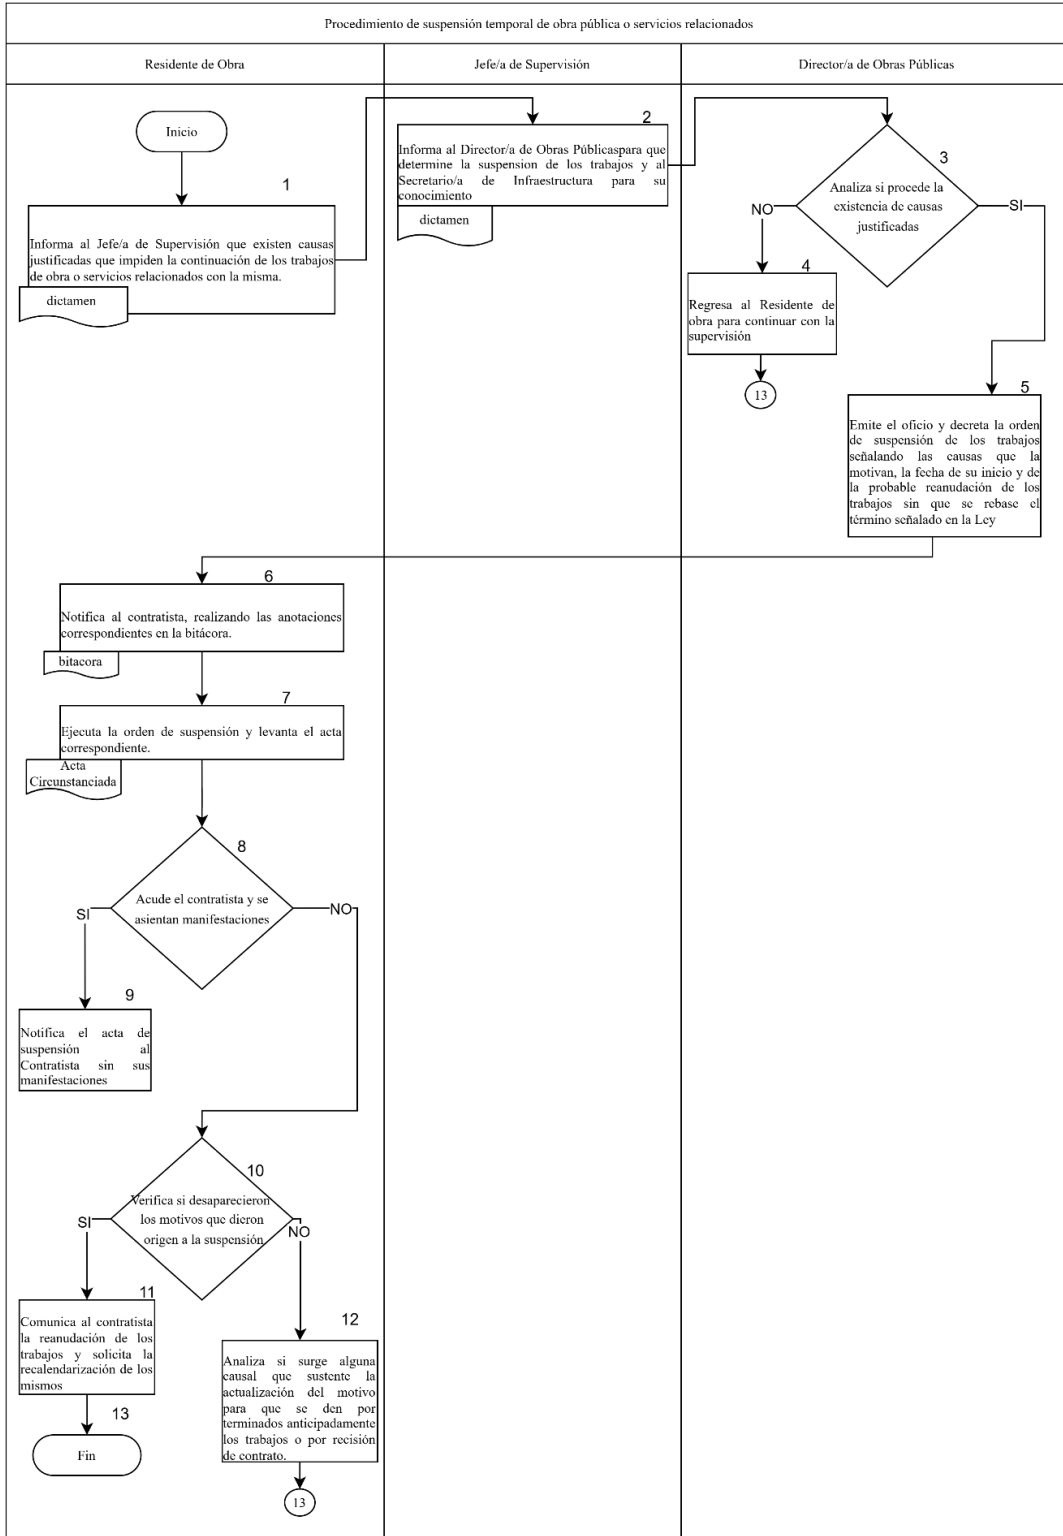 Procedimiento de suspensión temporal de obra pública o servicios relacionados
Residente de Obra
Jefe/a de Supervisión
Director/a de Obras Públicas
Inicio
1
Informa al Jefe/a de Supervisión que existen causas
justificadas que impiden la continuación de los trabajos
de obra o servicios relacionados con la misma.
dictamen
2
Informa al Director/a de Obras Públicaspara que
determine la suspension de los trabajos y al
Secretario/a de Infraestructura para su
conocimiento
dictamen
3
Analiza si procede la
existencia de causas
justificadas
NO
SI
4
Regresa al Residente de
obra para continuar con la
supervisión
13
5
Emite el oficio y decreta la orden
de suspensión de los trabajos
señalando las causas que la
motivan, la fecha de su inicio y de
la probable reanudación de los
trabajos sin que se rebase el
término señalado en la Ley
6
Notifica al contratista, realizando las anotaciones
correspondientes en la bitácora.
bitacora
7
Ejecuta la orden de suspensión y levanta el acta
correspondiente.
Acta
Circunstanciada
8
Acude el contratista y se
asientan manifestaciones
SI
NO
9
Notifica el acta de
suspensión al
Contratista sin sus
manifestaciones
10
Verifica si desaparecieron
los motivos que dieron
origen a la suspensión
SI
NO
11
Comunica al contratista
la reanudación de los
trabajos y solicita la
recalendarización de los
mismos
12
Analiza si surge alguna
causal que sustente la
actualización del motivo
para que se den por
terminados anticipadamente
los trabajos o por recisión
de contrato.
13
Fin
13